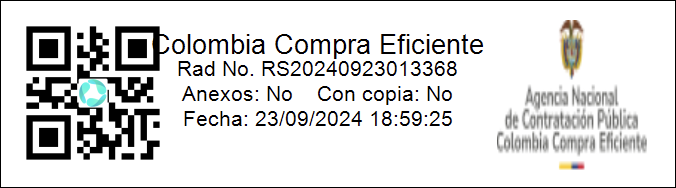 Colombia Compra Eficiente
Rad No. RS20240923013368
Anexos: No    Con copia: No
Fecha: 23/09/2024 18:59:25
Agencia Nacional
de Contratación Pública
Colombia Compra Eficiente